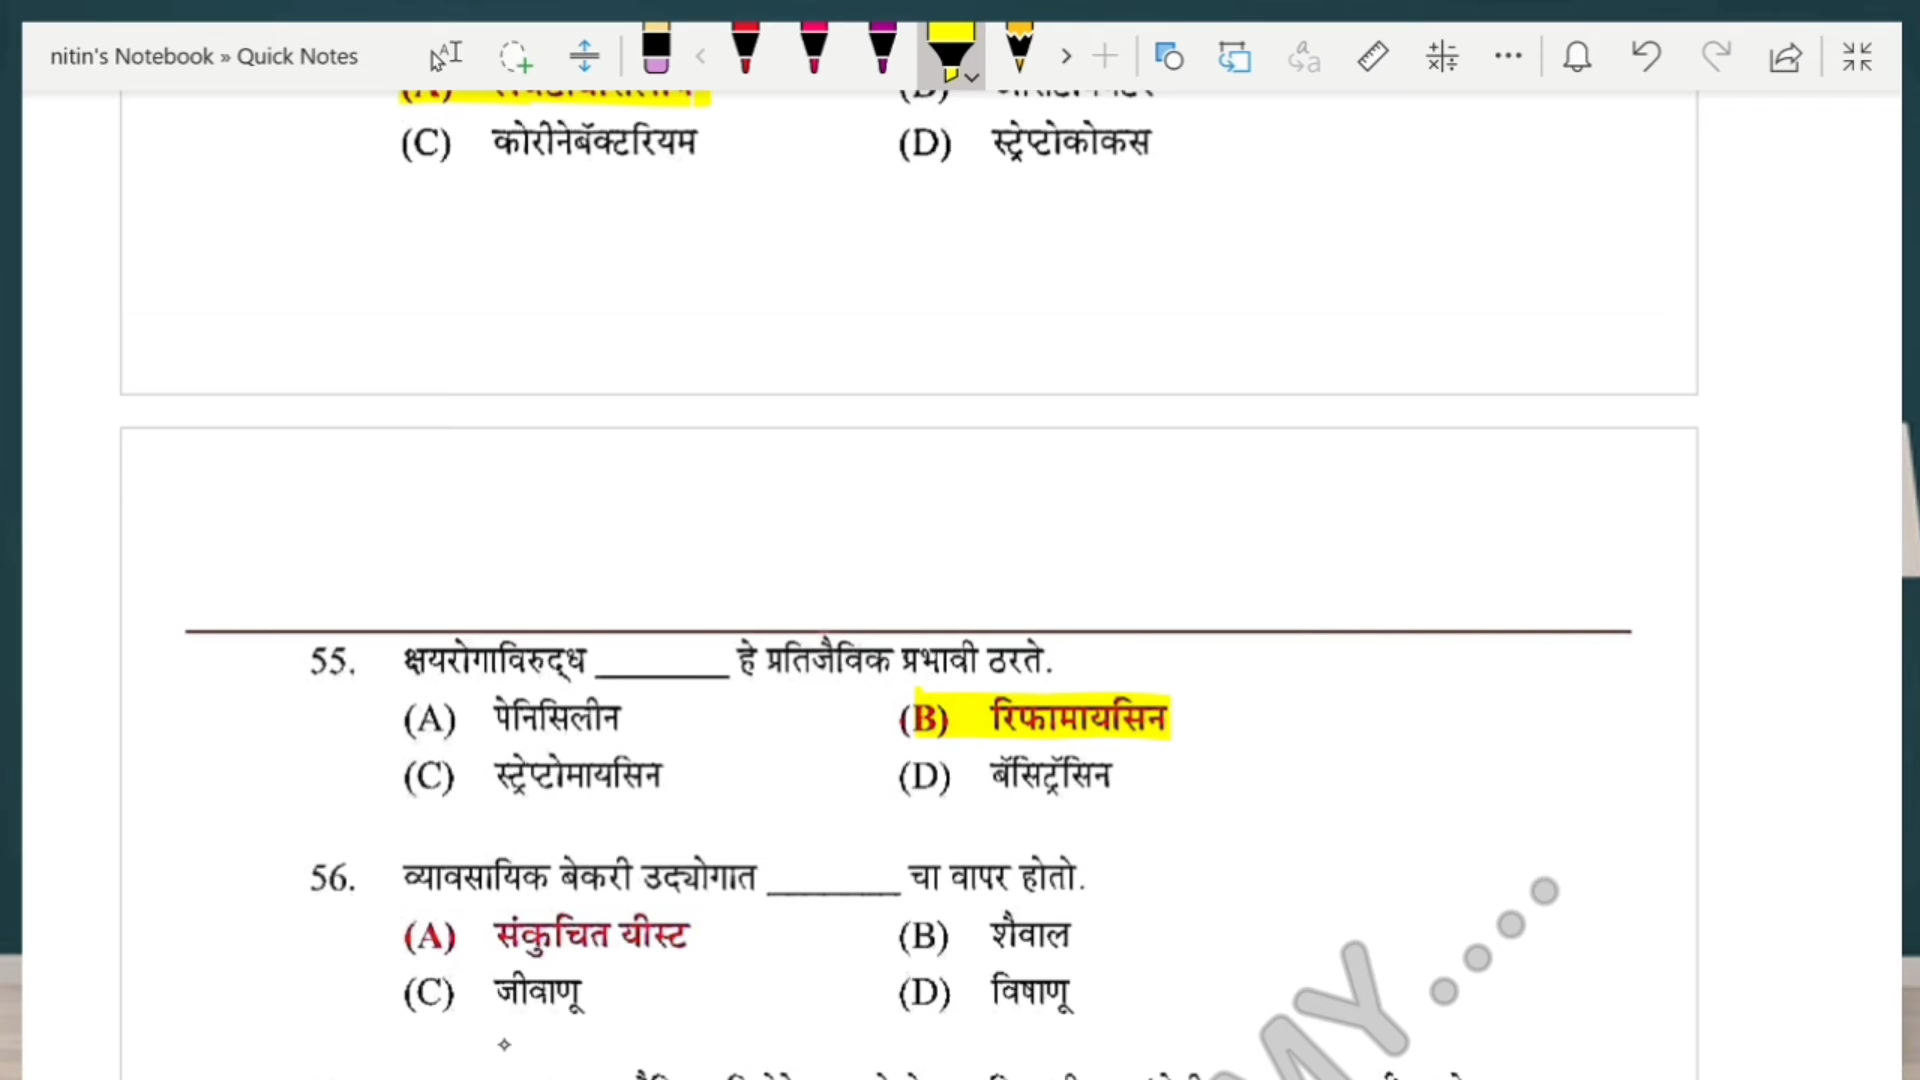 nitin's Notebook » Quick Notes
(C) कोरीनेबॅक्टरियम (D) स्ट्रेप्टोकोकस
55. क्षयरोगाविरुद्ध ________ हे प्रतिजैविक प्रभावी ठरते.
(A) पेनिसिलीन (B) रिफामायसिन
(C) स्ट्रेप्टोमायसिन (D) बॅसिट्रॅसिन
56. व्यावसायिक बेकरी उद्योगात ________ चा वापर होतो.
(A) संकुचित यीस्ट (B) शैवाल
(C) जीवाणू (D) विषाणू
MY....